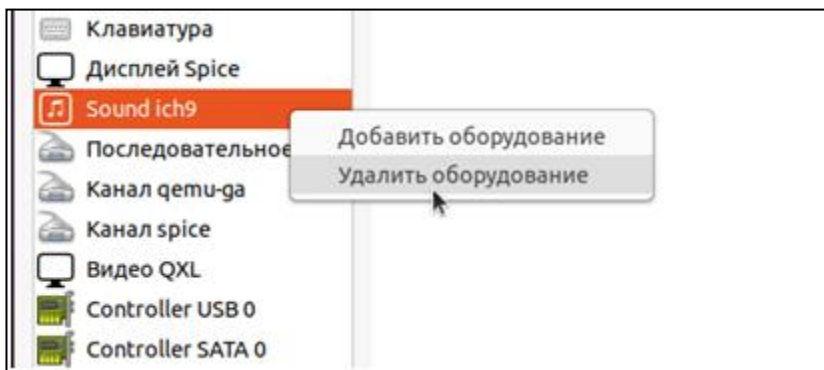 Клавиатура
Дисплей Spice
Sound ich9
Добавить оборудование
Последовательное
Удалить оборудование
Канал qemu-ga
Канал spice
Видео QXL
Controller USB 0
Controller SATA 0